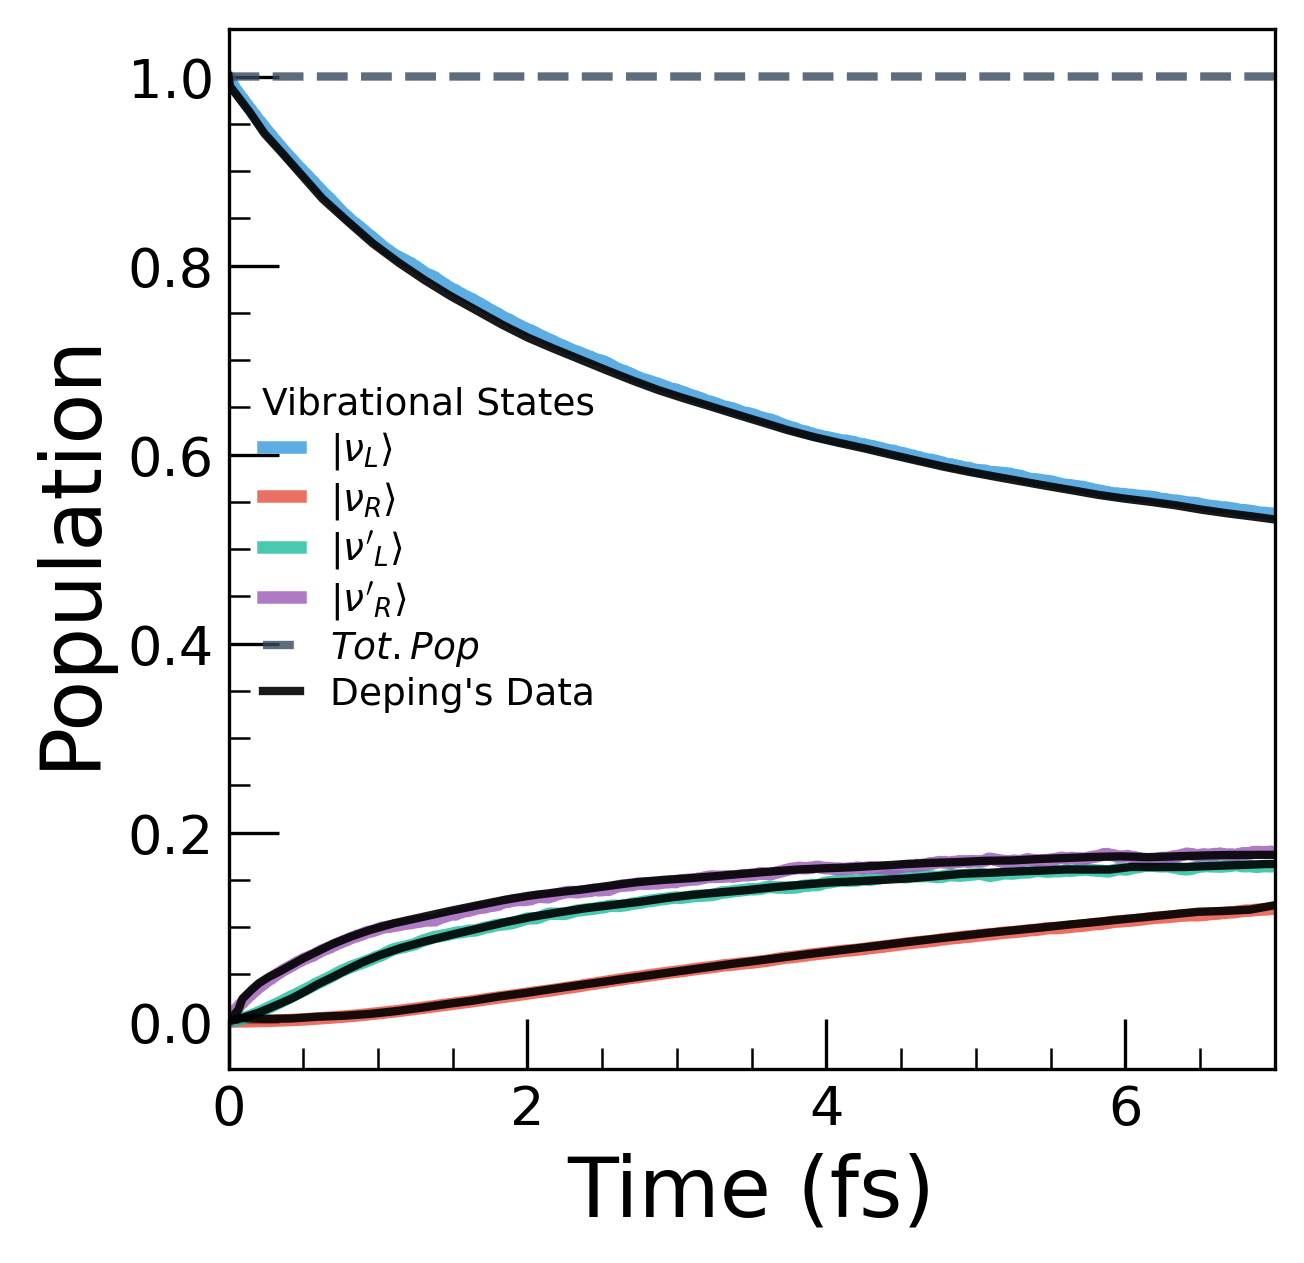 1.0
0.8
0.6
0.4
0.2
0.0
Population
Vibrational States
|ν_L⟩
|ν_R⟩
|ν′_L⟩
|ν′_R⟩
Tot.Pop
Deping's Data
0 2 4 6
Time (fs)